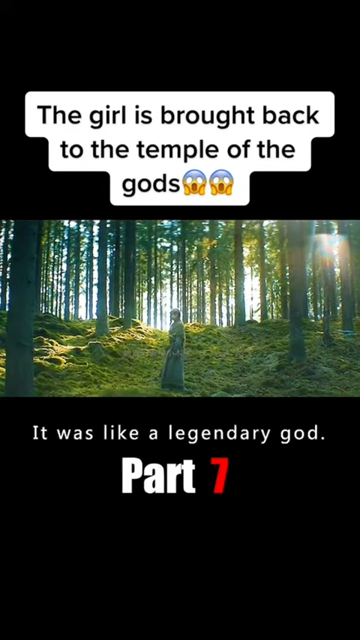 The girl is brought back
to the temple of the
gods😱😱
It was like a legendary god.
Part 7